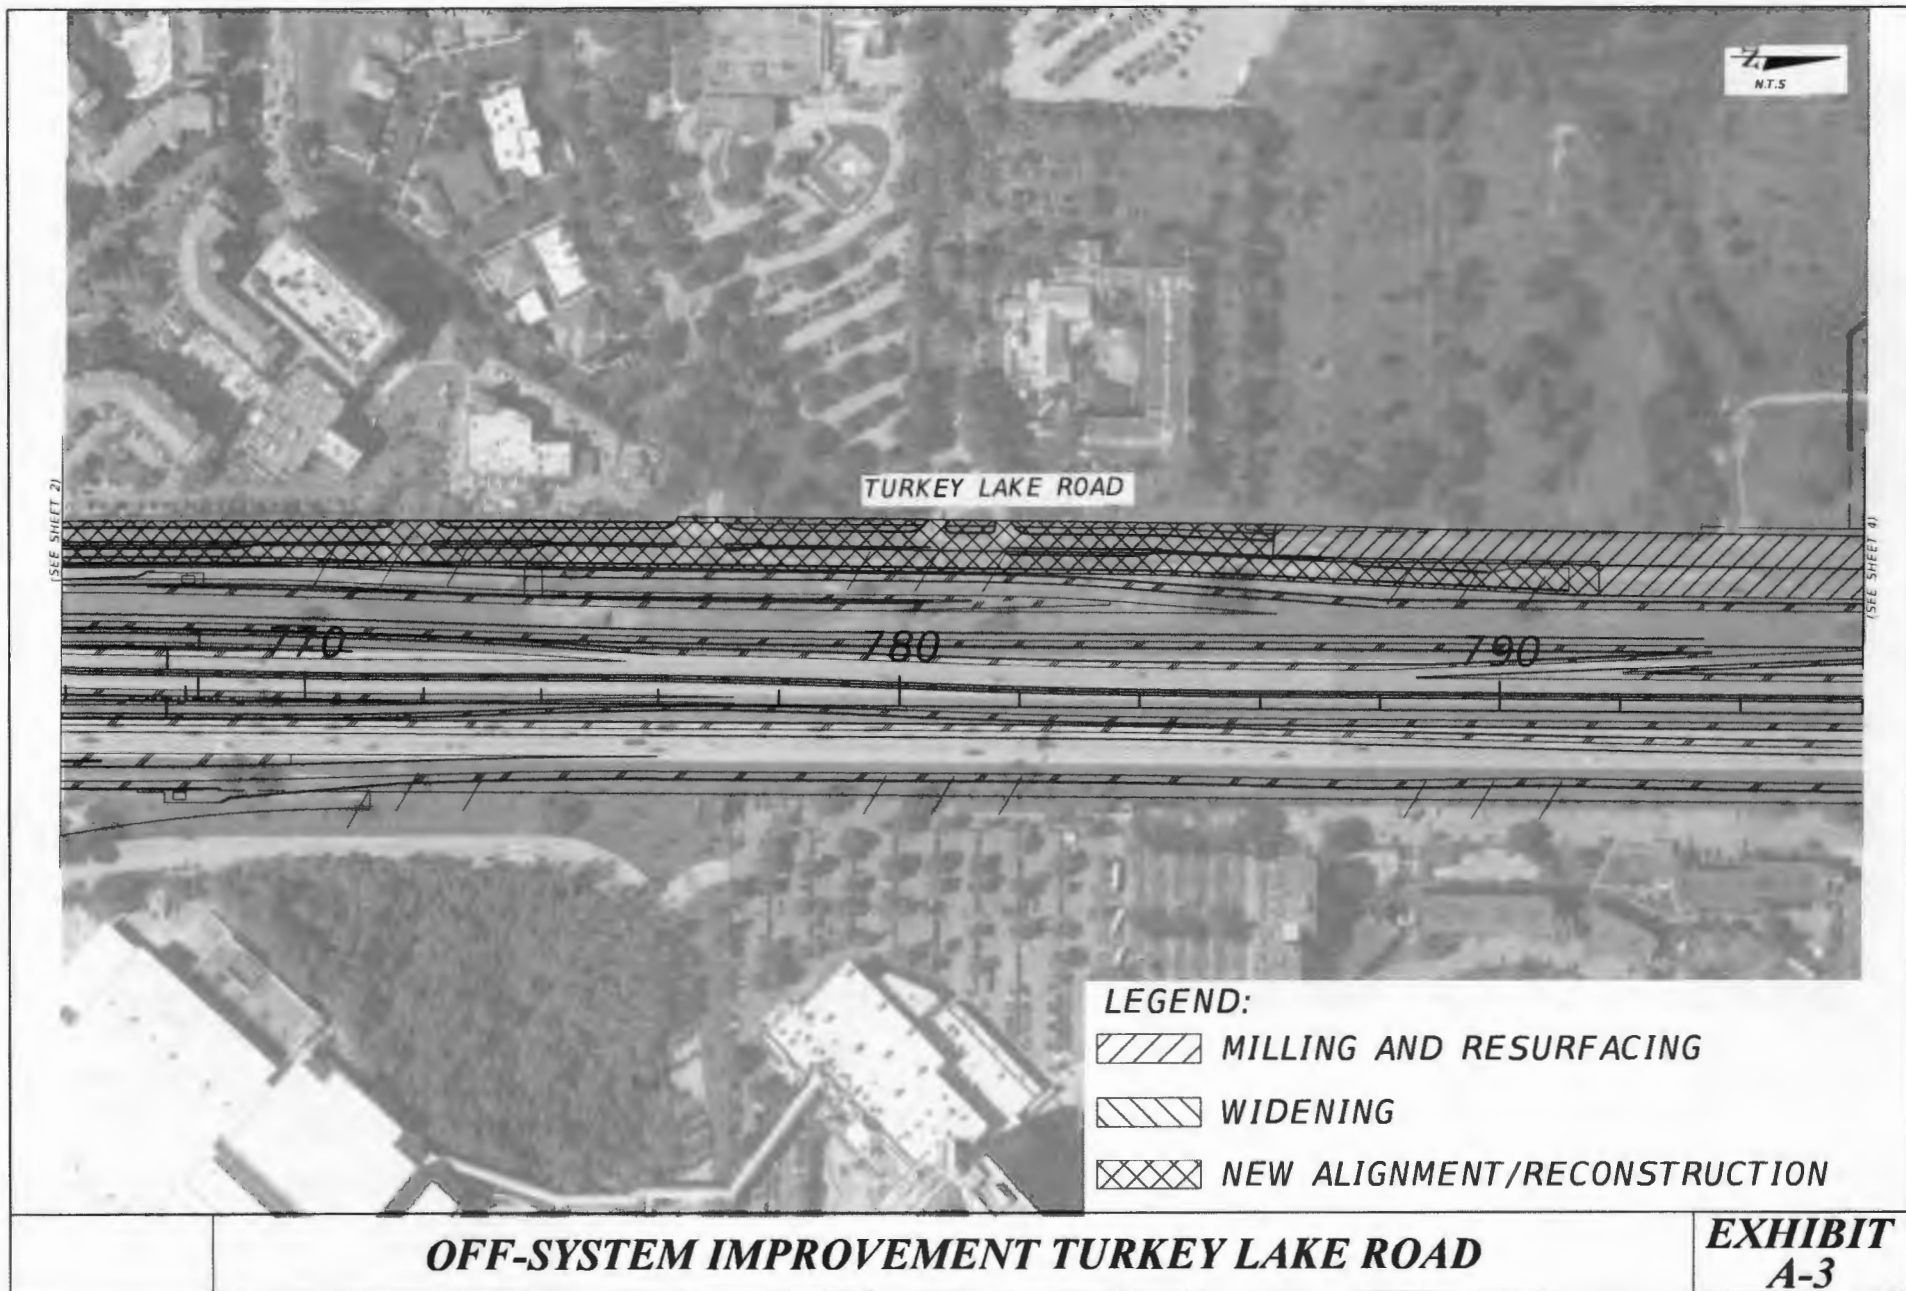 N
N.T.S
TURKEY LAKE ROAD
(SEE SHEET 2)
(SEE SHEET 4)
770
780
790
LEGEND:
MILLING AND RESURFACING
WIDENING
NEW ALIGNMENT/RECONSTRUCTION
OFF-SYSTEM IMPROVEMENT TURKEY LAKE ROAD
EXHIBIT
A-3